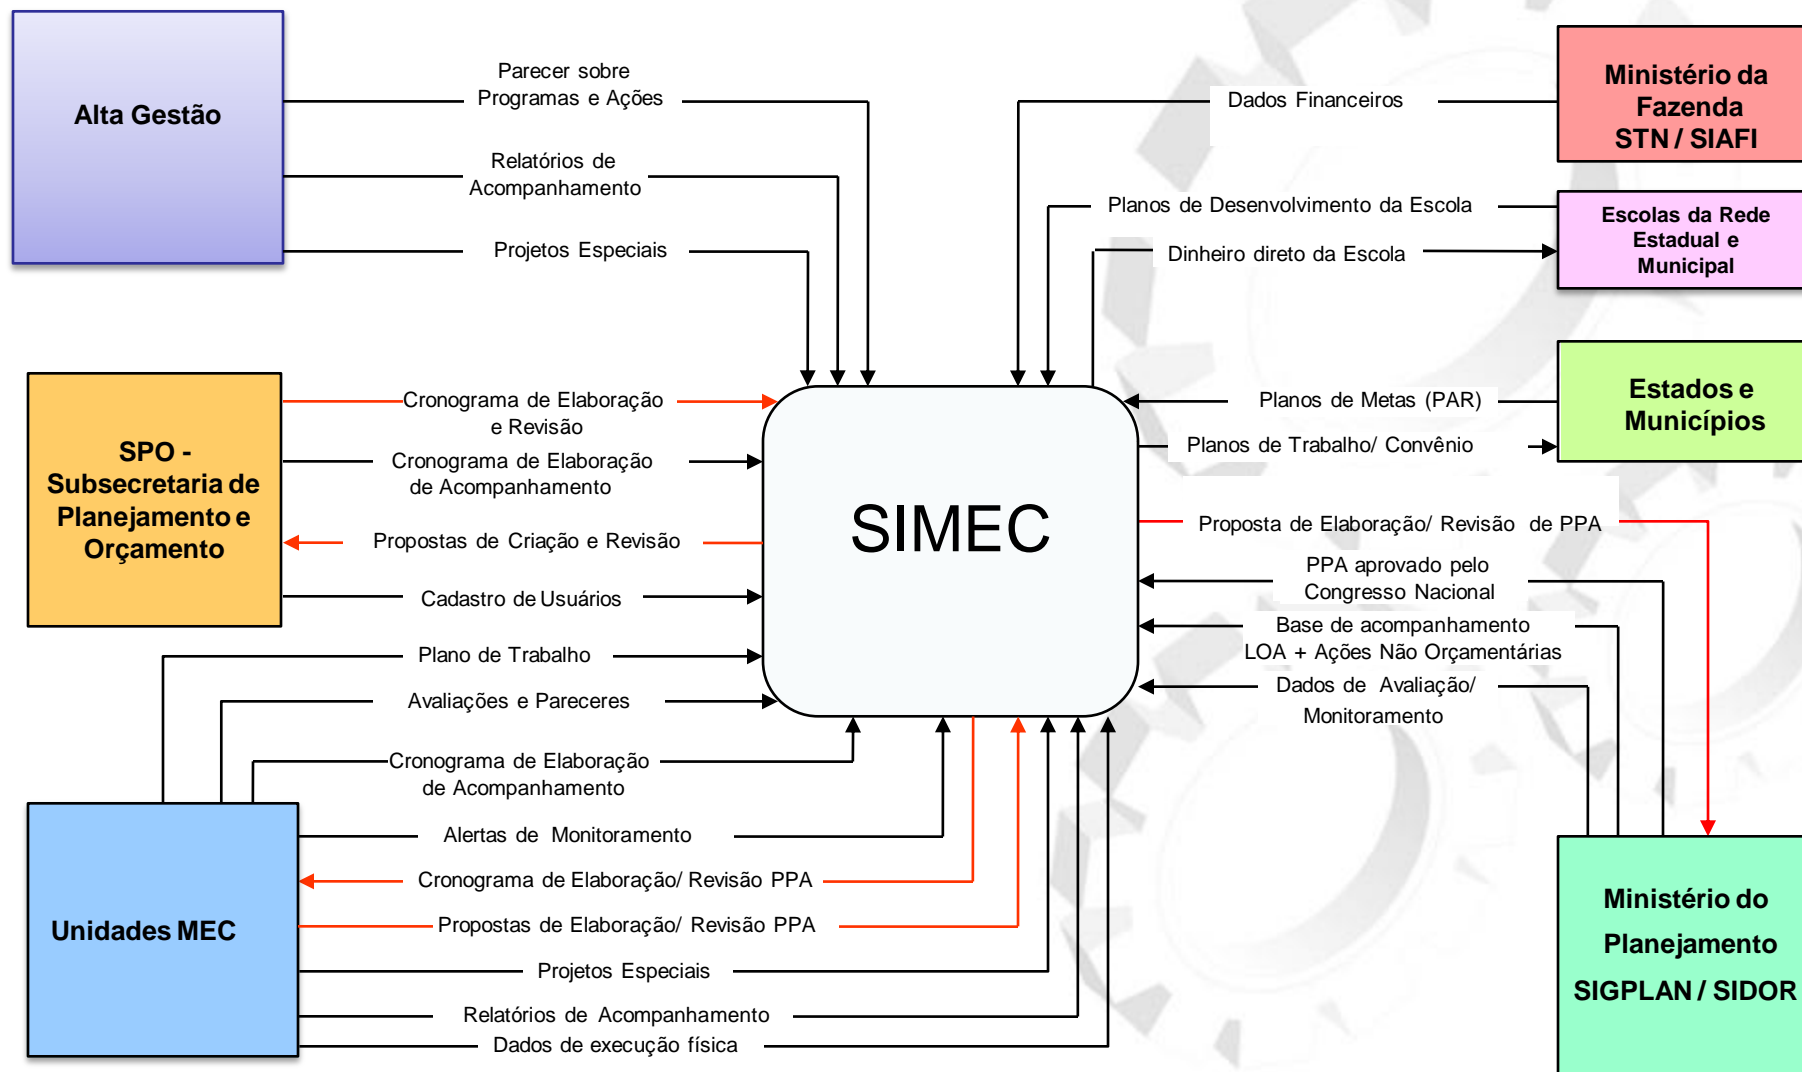 Alta Gestão
Parecer sobre
Programas e Ações
Relatórios de
Acompanhamento
Projetos Especiais
SPO -
Subsecretaria de
Planejamento e
Orçamento
Cronograma de Elaboração
e Revisão
Cronograma de Elaboração
de Acompanhamento
Propostas de Criação e Revisão
Cadastro de Usuários
Plano de Trabalho
Avaliações e Pareceres
Cronograma de Elaboração
de Acompanhamento
Alertas de Monitoramento
Cronograma de Elaboração/ Revisão PPA
Propostas de Elaboração/ Revisão PPA
Projetos Especiais
Relatórios de Acompanhamento
Dados de execução física
Unidades MEC
SIMEC
Dados Financeiros
Ministério da
Fazenda
STN / SIAFI
Planos de Desenvolvimento da Escola
Dinheiro direto da Escola
Escolas da Rede
Estadual e
Municipal
Planos de Metas (PAR)
Planos de Trabalho/ Convênio
Estados e
Municípios
Proposta de Elaboração/ Revisão de PPA
PPA aprovado pelo
Congresso Nacional
Base de acompanhamento
LOA + Ações Não Orçamentárias
Dados de Avaliação/
Monitoramento
Ministério do
Planejamento
SIGPLAN / SIDOR